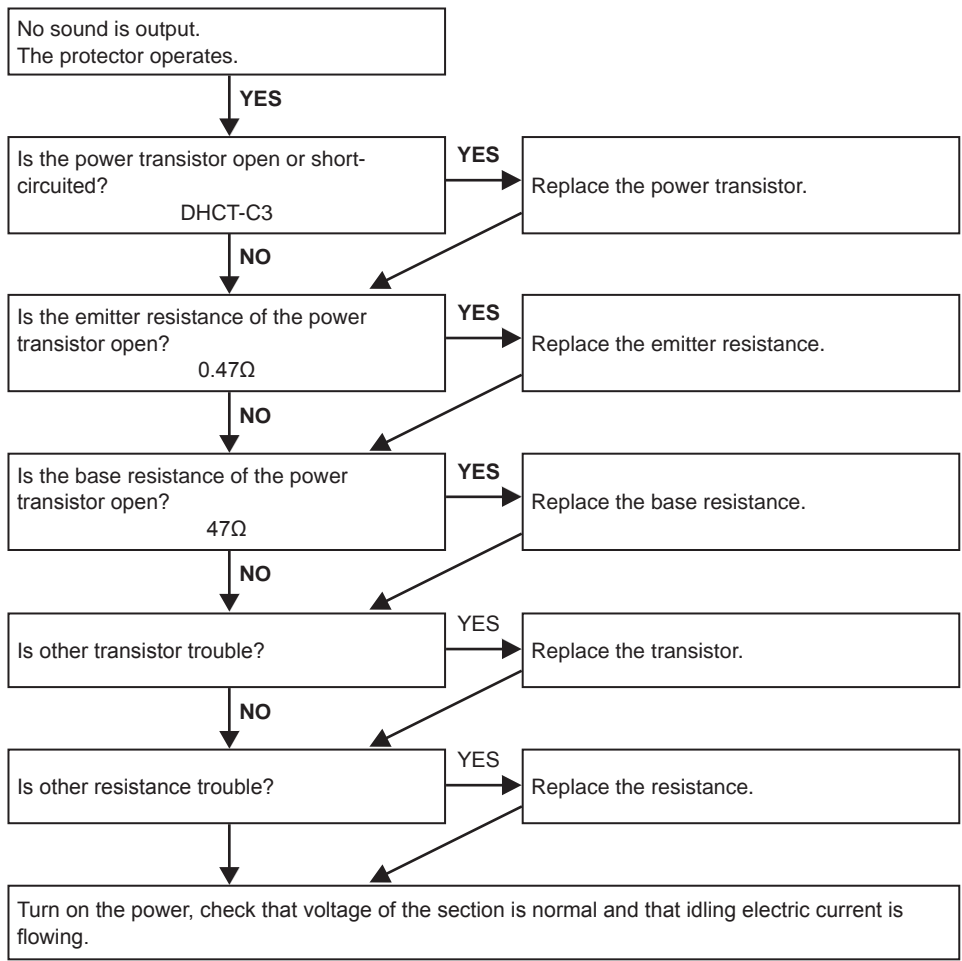 No sound is output.
The protector operates.
YES
Is the power transistor open or short-
circuited?
DHCT-C3
YES
Replace the power transistor.
NO
Is the emitter resistance of the power
transistor open?
0.47Ω
YES
Replace the emitter resistance.
NO
Is the base resistance of the power
transistor open?
47Ω
YES
Replace the base resistance.
NO
Is other transistor trouble?
YES
Replace the transistor.
NO
Is other resistance trouble?
YES
Replace the resistance.
Turn on the power, check that voltage of the section is normal and that idling electric current is
flowing.